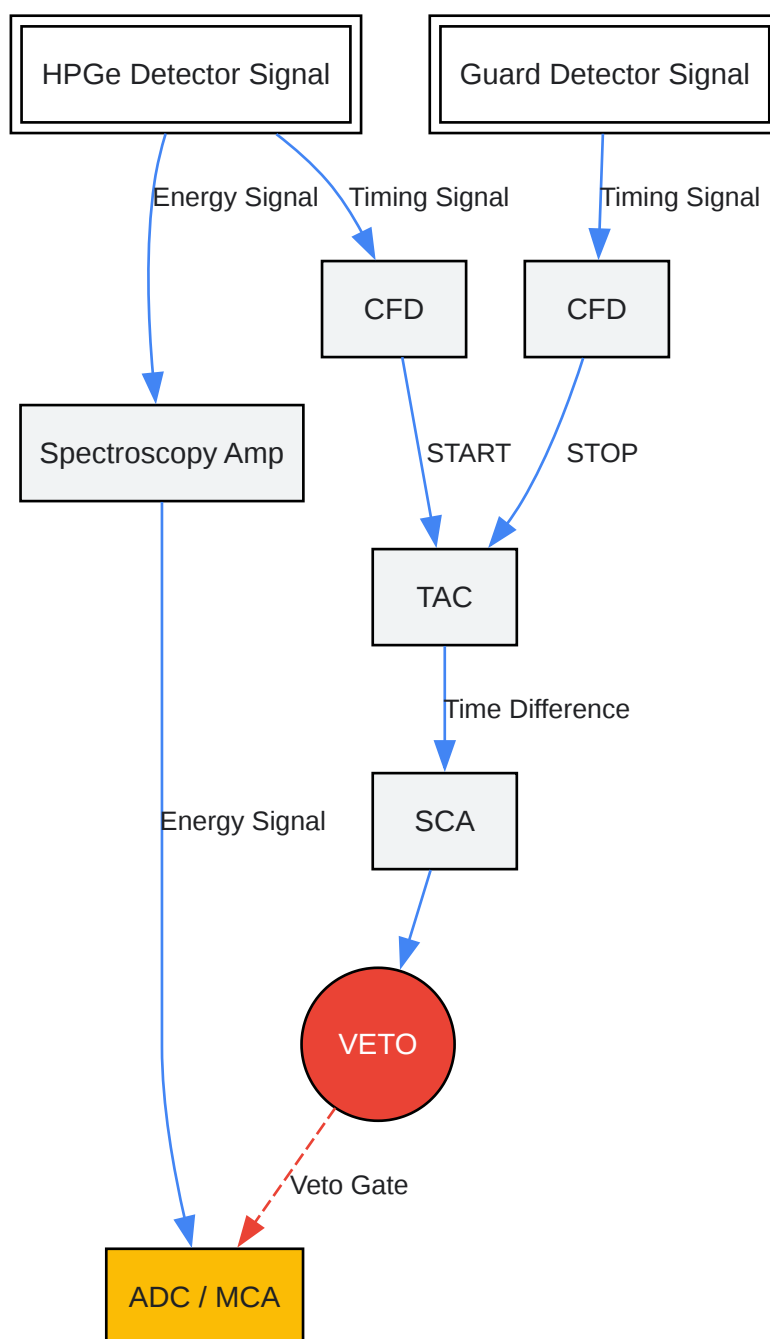 HPGe Detector Signal
Guard Detector Signal
Energy Signal
Timing Signal
Timing Signal
CFD
CFD
Spectroscopy Amp
START
STOP
TAC
Time Difference
Energy Signal
SCA
VETO
Veto Gate
ADC / MCA